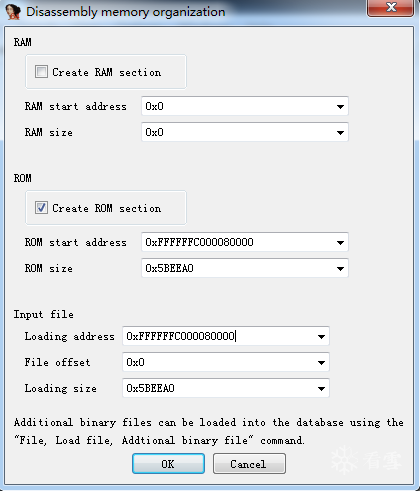 Disassembly memory organization
RAM
Create RAM section
RAM start address 0x0
RAM size 0x0
ROM
Create ROM section
ROM start address 0xFFFFFFC000080000
ROM size 0x5BEEA0
Input file
Loading address 0xFFFFFFC000080000
File offset 0x0
Loading size 0x5BEEA0
Additional binary files can be loaded into the database using the
"File, Load file, Addtional binary file" command.
OK Cancel